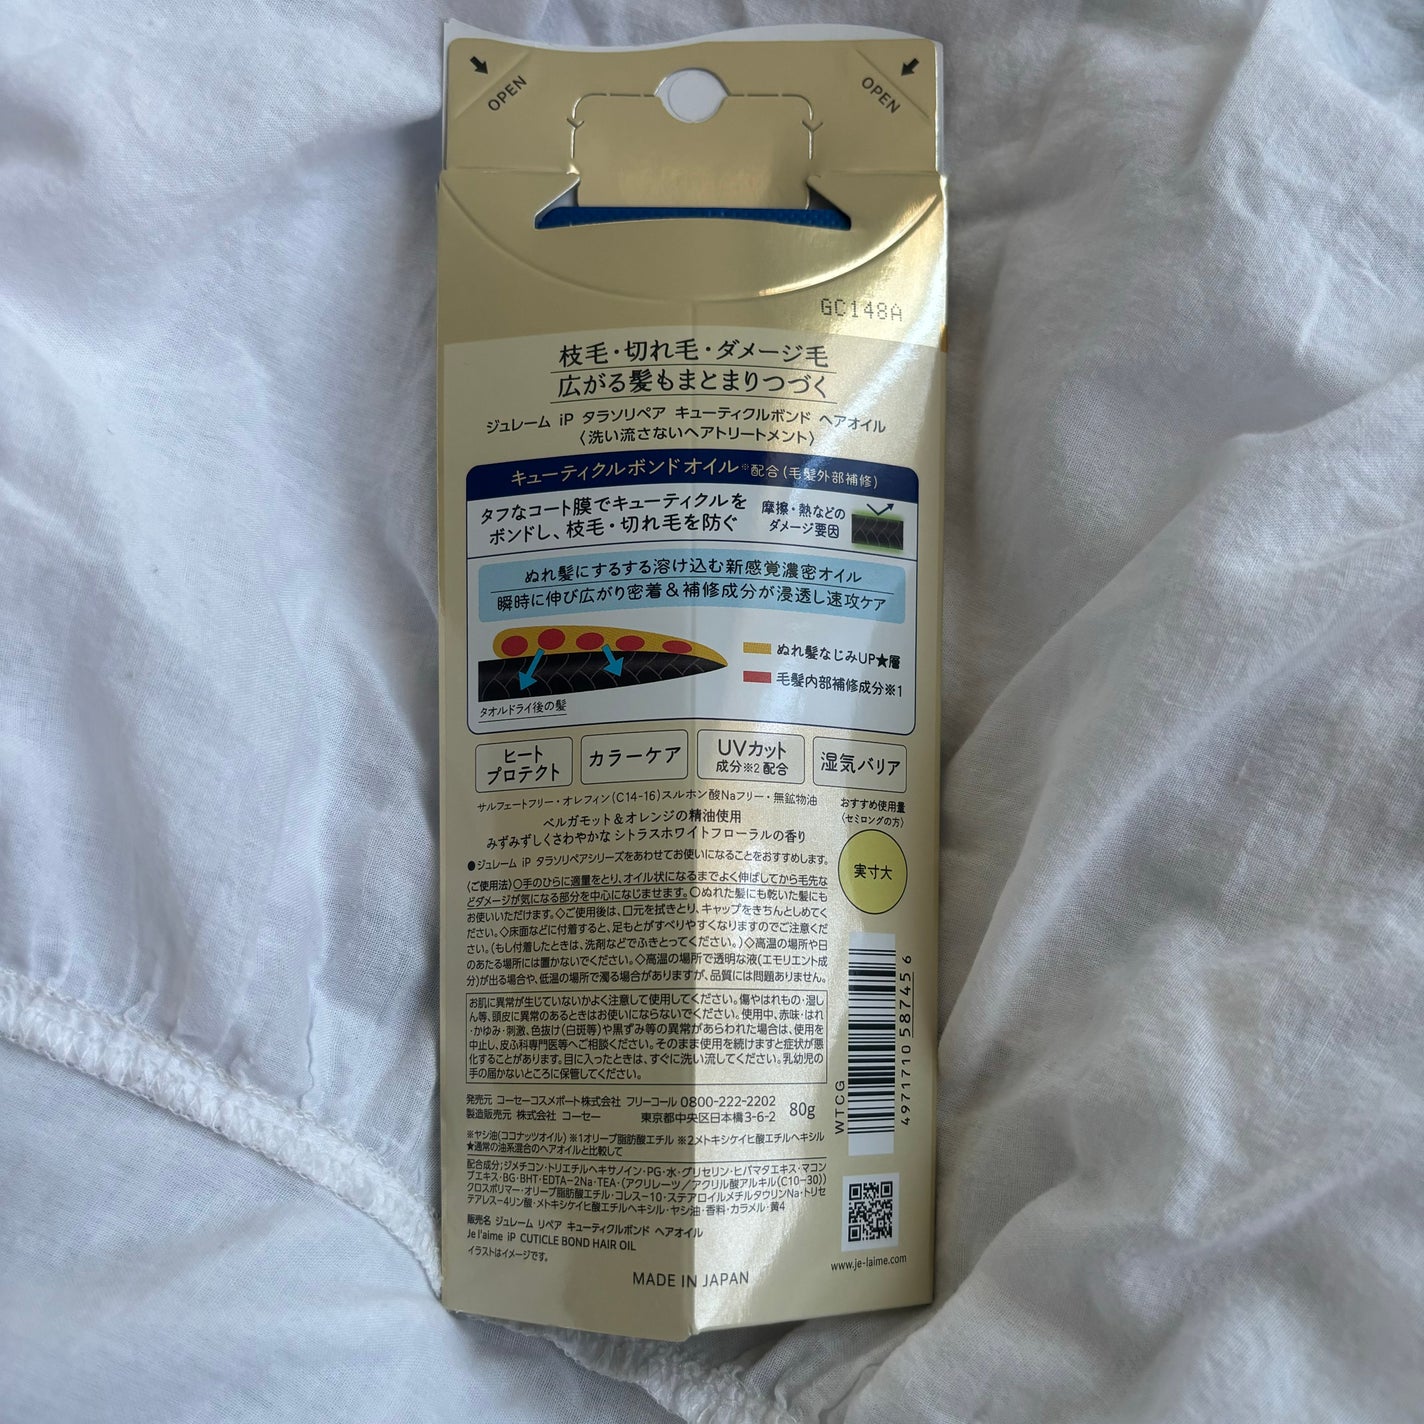 OPEN
OPEN
GC148A
枝毛・切れ毛・ダメージ毛
広がる髪もまとまりつづく
ジュレーム iP タラソリペア キューティクルボンド ヘアオイル
〈洗い流さないヘアトリートメント〉
キューティクルボンドオイル※配合(毛髪外部補修)
タフなコート膜でキューティクルを
ボンドし、枝毛・切れ毛を防ぐ
摩擦・熱などの
ダメージ要因
ぬれ髪にするする溶け込む新感覚濃密オイル
瞬時に伸び広がり密着&補修成分が浸透し速攻ケア
ぬれ髪なじみUP★層
毛髪内部補修成分※1
タオルドライ後の髪
ヒート
プロテクト
カラーケア
UVカット
成分※2配合
湿気バリア
サルフェートフリー・オレフィン(C14-16)スルホン酸Naフリー・無鉱物油
ベルガモット&オレンジの精油使用
みずみずしくさわやかな シトラスホワイトフローラルの香り
おすすめ使用量
〈セミロングの方〉
実寸大
●ジュレーム iP タラソリペアシリーズをあわせてお使いになることをおすすめします。
〈ご使用法〉○手のひらに適量をとり、オイル状になるまでよく伸ばしてから毛先な
どダメージが気になる部分を中心になじませます。○ぬれた髪にも乾いた髪にも
お使いいただけます。◇ご使用後は、口元を拭きとり、キャップをきちんとしめてく
ださい。◇床面などに付着すると、足もとがすべりやすくなりますのでご注意くだ
さい。(もし付着したときは、洗剤などでふきとってください。)◇高温の場所や日
のあたる場所には置かないでください。◇高温の場所で透明な液(エモリエント成
分)が出る場合や、低温の場所で濁る場合がありますが、品質には問題ありません。
お肌に異常が生じていないかよく注意して使用してください。傷やはれもの・湿し
ん等、頭皮に異常のあるときはお使いにならないでください。使用中、赤味・はれ
・かゆみ・刺激、色抜け(白斑等)や黒ずみ等の異常があらわれた場合は、使用を
中止し、皮ふ科専門医等へご相談ください。そのまま使用を続けますと症状が悪
化することがあります。目に入ったときは、すぐに洗い流してください。乳幼児の
手の届かないところに保管してください。
発売元 コーセーコスメポート株式会社 フリーコール 0800-222-2202
製造販売元 株式会社 コーセー 東京都中央区日本橋3-6-2
80g
※ヤシ油(ココナッツオイル) ※1オリーブ脂肪酸エチル ※2メトキシケイヒ酸エチルヘキシル
★通常の油系混合のヘアオイルと比較して
配合成分;ジメチコン・トリエチルヘキサノイン・PG・水・グリセリン・ヒバマタエキス・マコン
ブエキス・BG・BHT・EDTA-2Na・TEA・(アクリレーツ/アクリル酸アルキル(C10-30))
クロスポリマー・オリーブ脂肪酸エチル・コレス-10・ステアロイルメチルタウリンNa・トリセ
テアレス-4リン酸・メトキシケイヒ酸エチルヘキシル・ヤシ油・香料・カラメル・黄4
販売名 ジュレーム リペア キューティクルボンド ヘアオイル
Je l'aime iP CUTICLE BOND HAIR OIL
イラストはイメージです。
WTCG
4971710587456
www.je-laime.com
MADE IN JAPAN